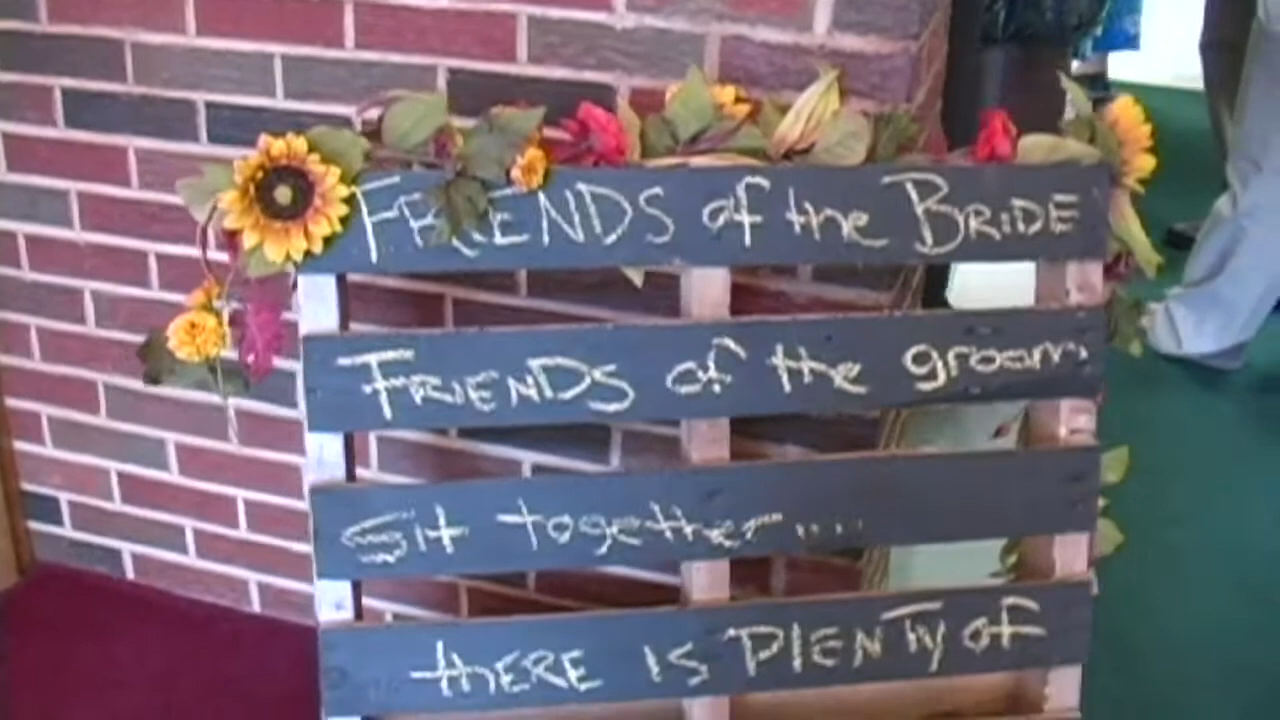 FRIENDS of the BRIDE
FRIENDS of the groom
Sit together....
tHERE IS PlENTy of